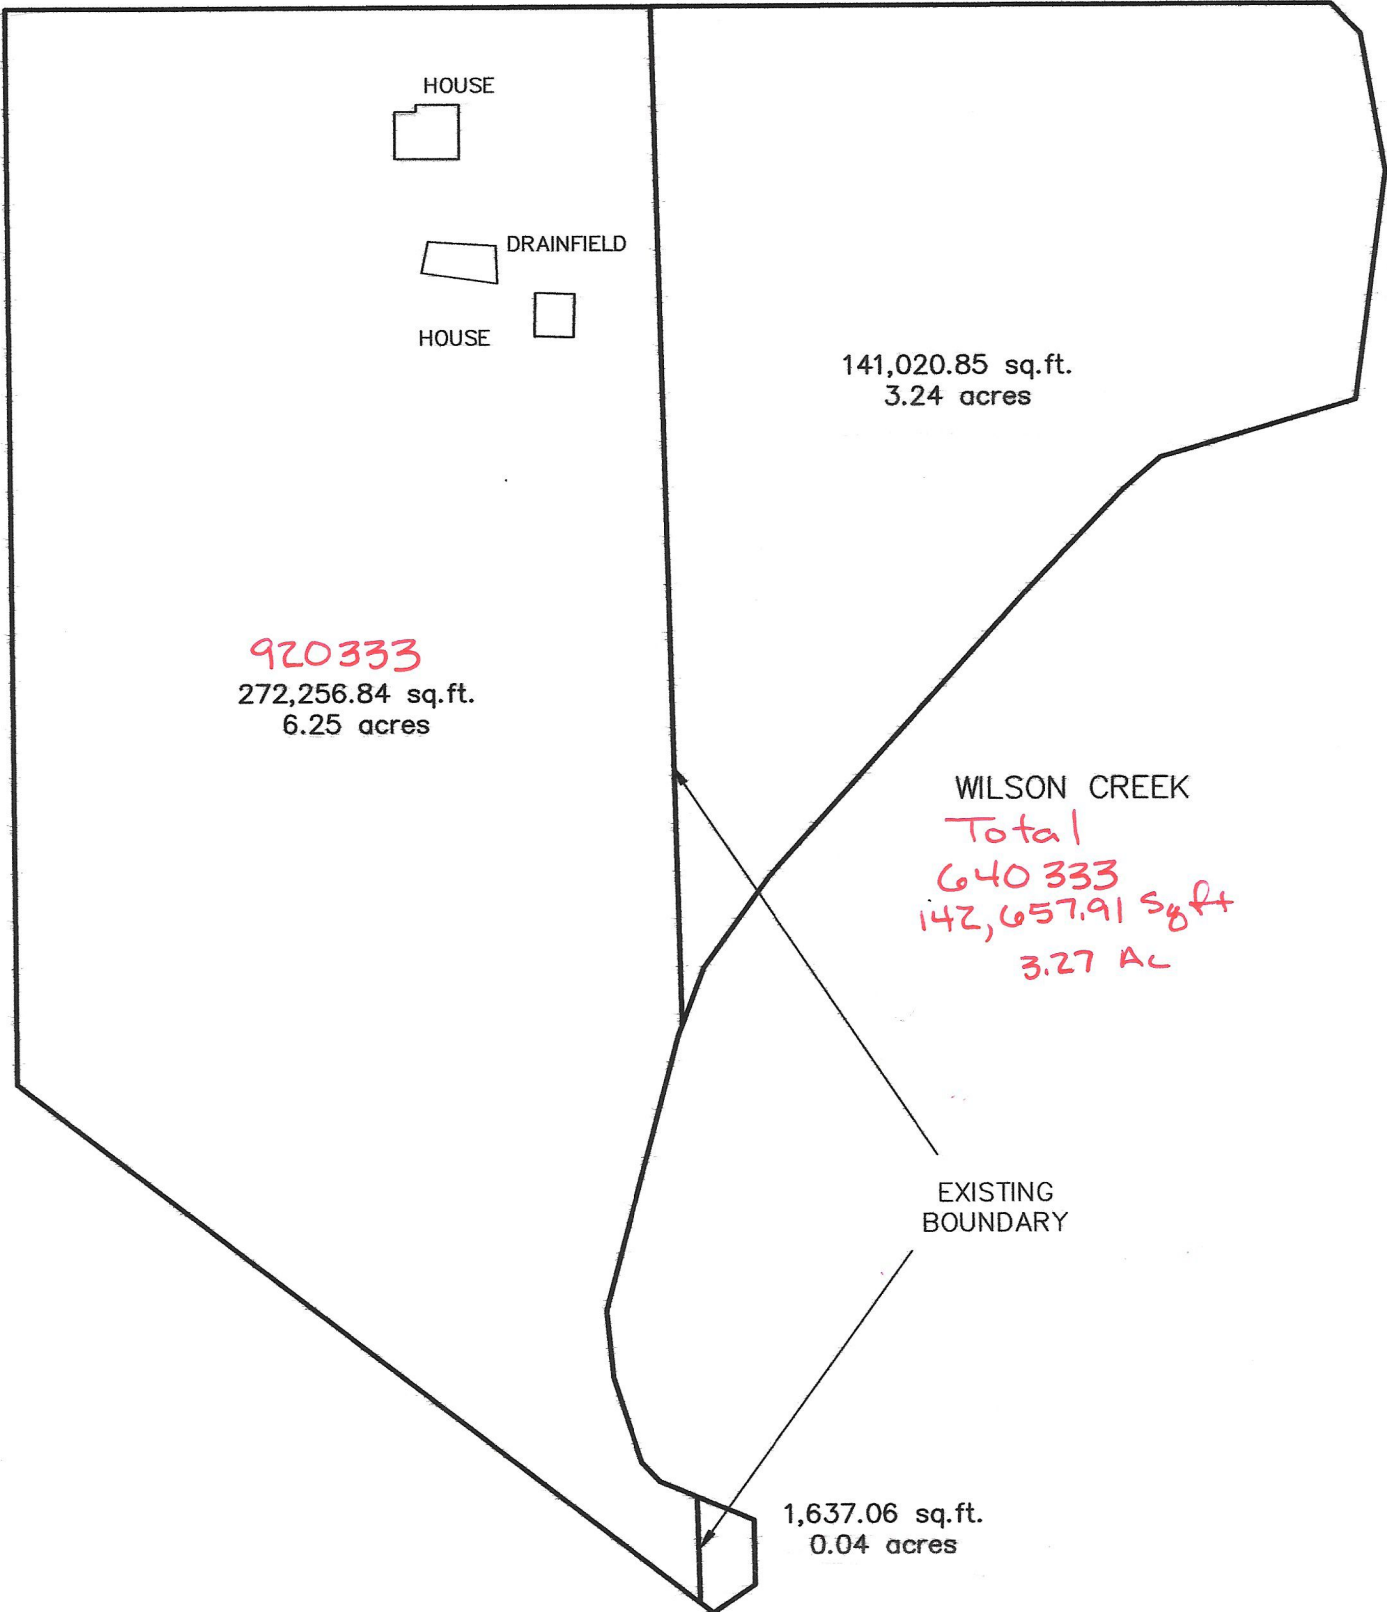 HOUSE
DRAINFIELD
HOUSE
141,020.85 sq.ft.
3.24 acres
920333
272,256.84 sq.ft.
6.25 acres
WILSON CREEK
Total
640333
142,657.91 Sqft
3.27 Ac
EXISTING
BOUNDARY
1,637.06 sq.ft.
0.04 acres